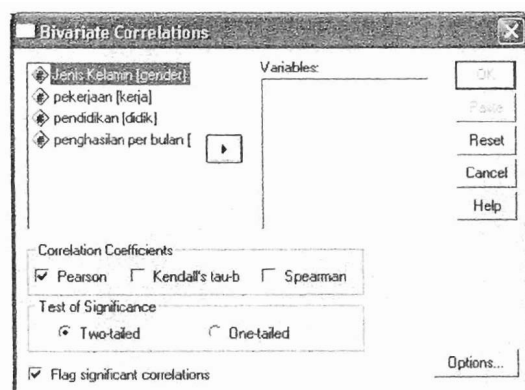 Bivariate Correlations
Jenis Kelamin [gender]
pekerjaan [kerja]
pendidikan [didik]
penghasilan per bulan [
Variables:
OK
Paste
Reset
Cancel
Help
Correlation Coefficients
Pearson Kendall's tau-b Spearman
Test of Significance
Two-tailed One-tailed
Flag significant correlations
Options...